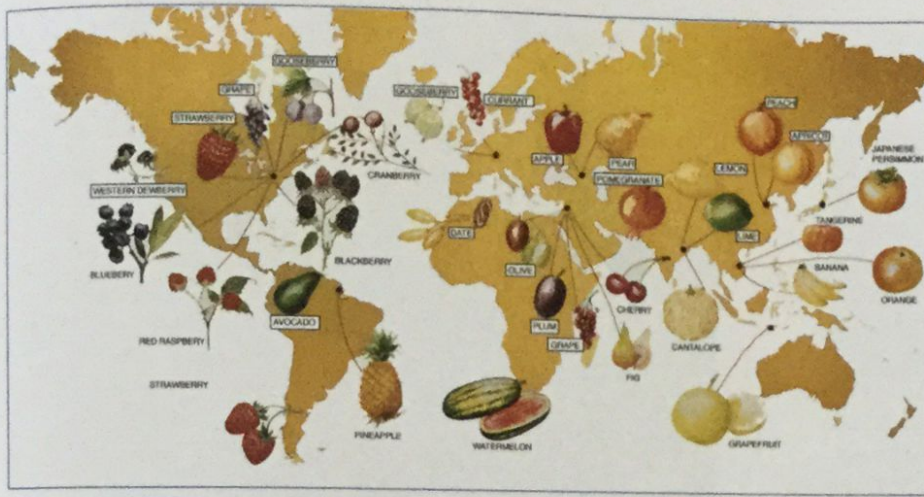 GOOSEBERRY
GRAPE
STRAWBERRY
GOOSEBERRY
CURRANT
CRANBERRY
WESTERN DEWBERRY
BLUEBERY
BLACKBERRY
RED RASPBERRY
AVOCADO
STRAWBERRY
PINEAPPLE
APPLE
PEAR
POMEGRANATE
LEMON
LIME
PEACH
APRICOT
JAPANESE
PERSIMMON
TANGERINE
BANANA
ORANGE
DATE
OLIVE
PLUM
GRAPE
CHERRY
FIG
CANTALOPE
WATERMELON
GRAPEFRUIT